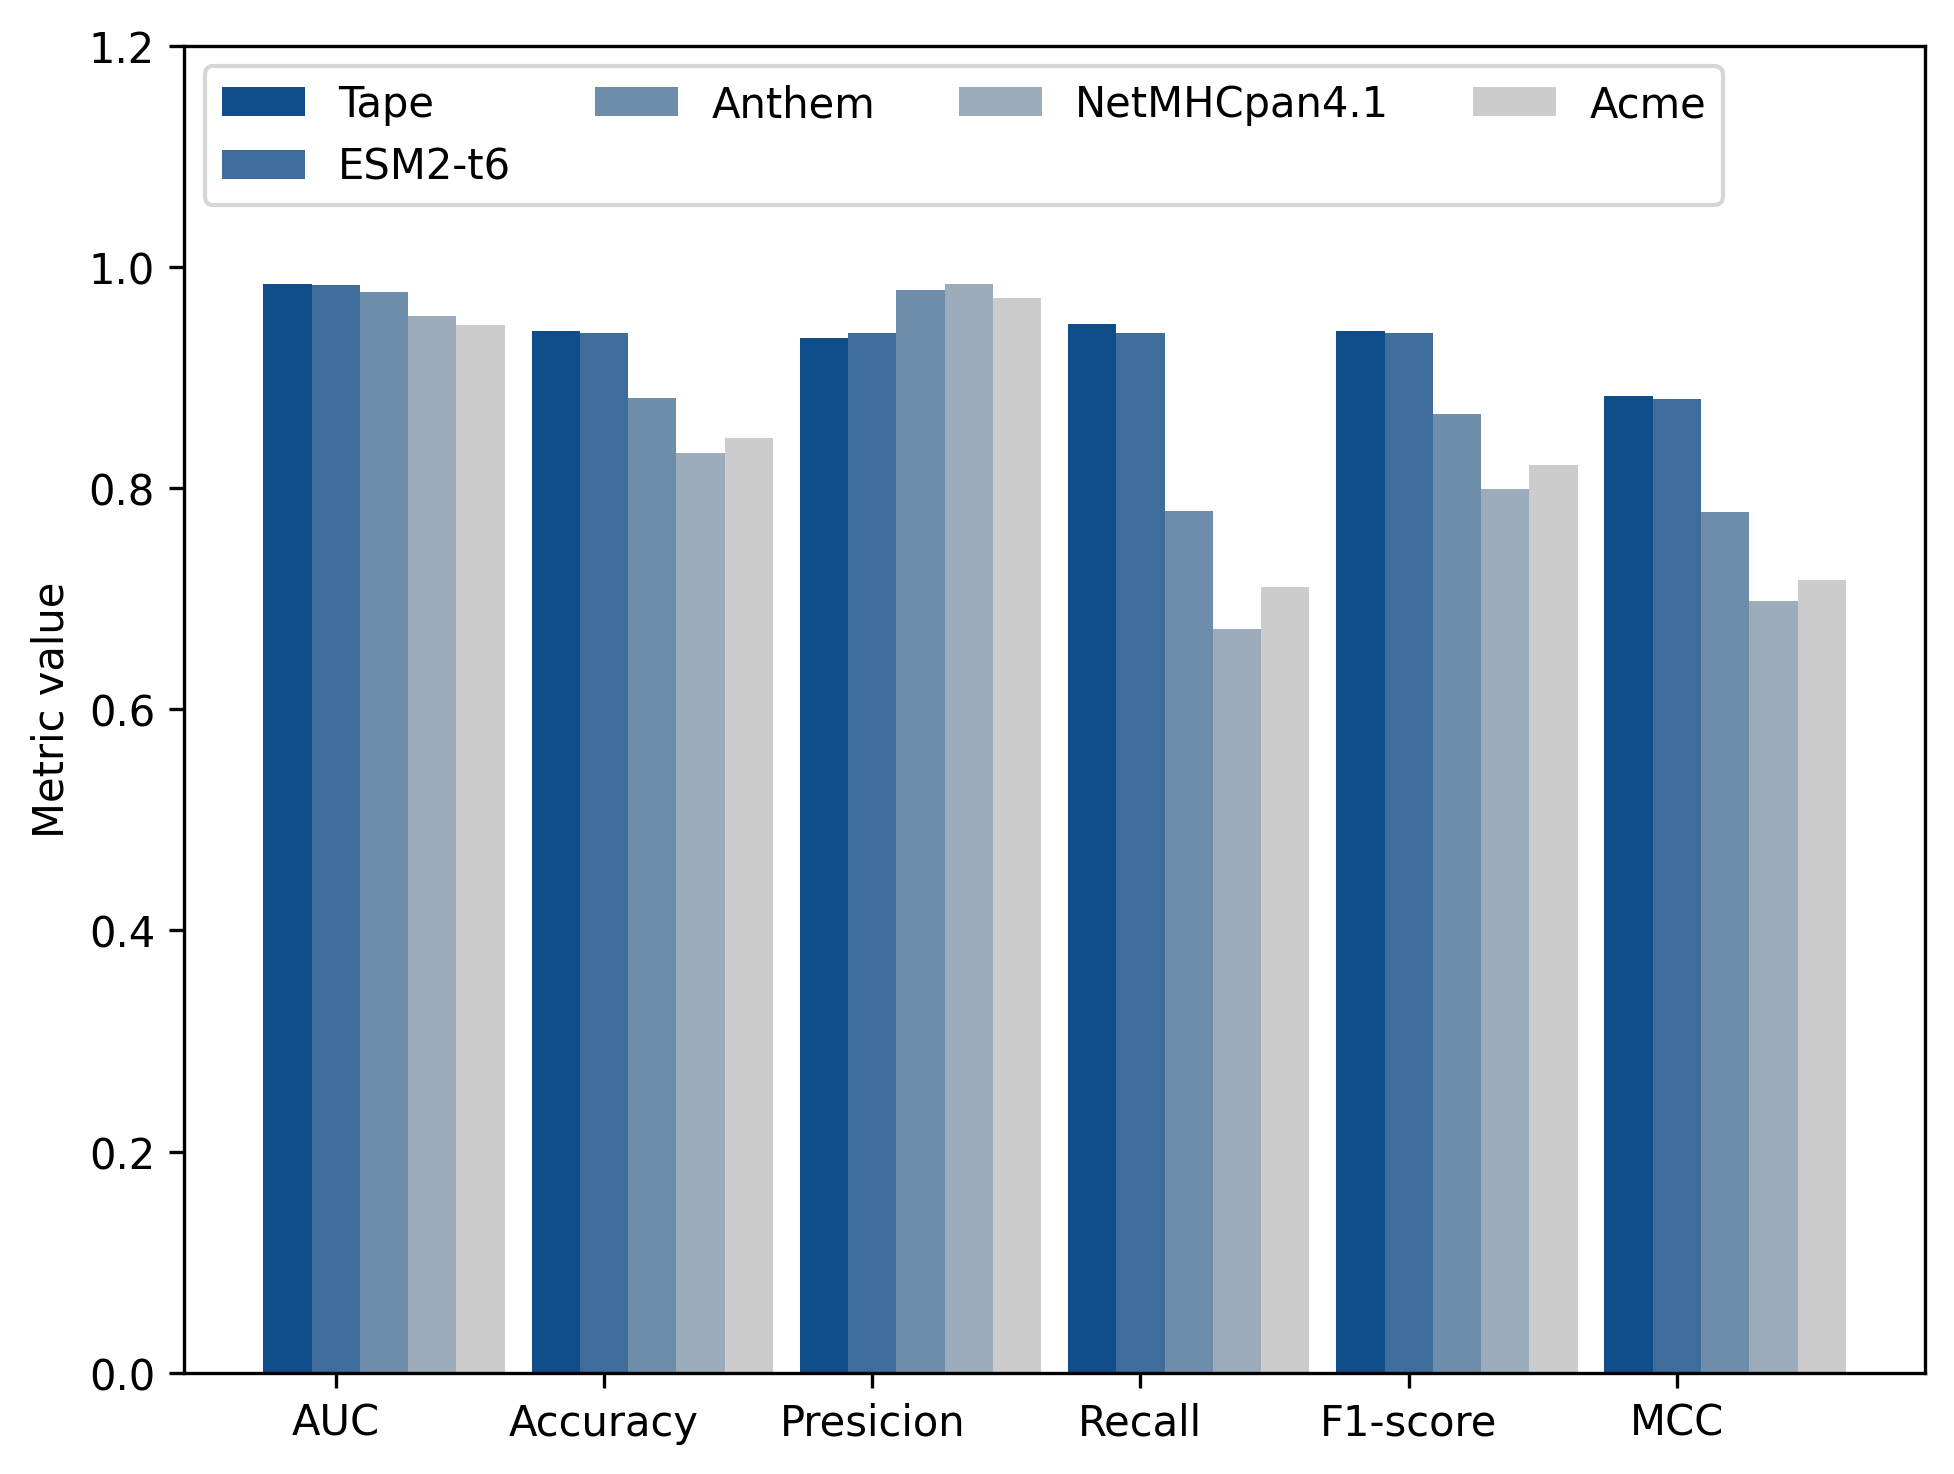 1.2
Tape Anthem NetMHCpan4.1 Acme
ESM2-t6
1.0
0.8
0.6
0.4
0.2
0.0
Metric value
AUC Accuracy Presicion Recall F1-score MCC